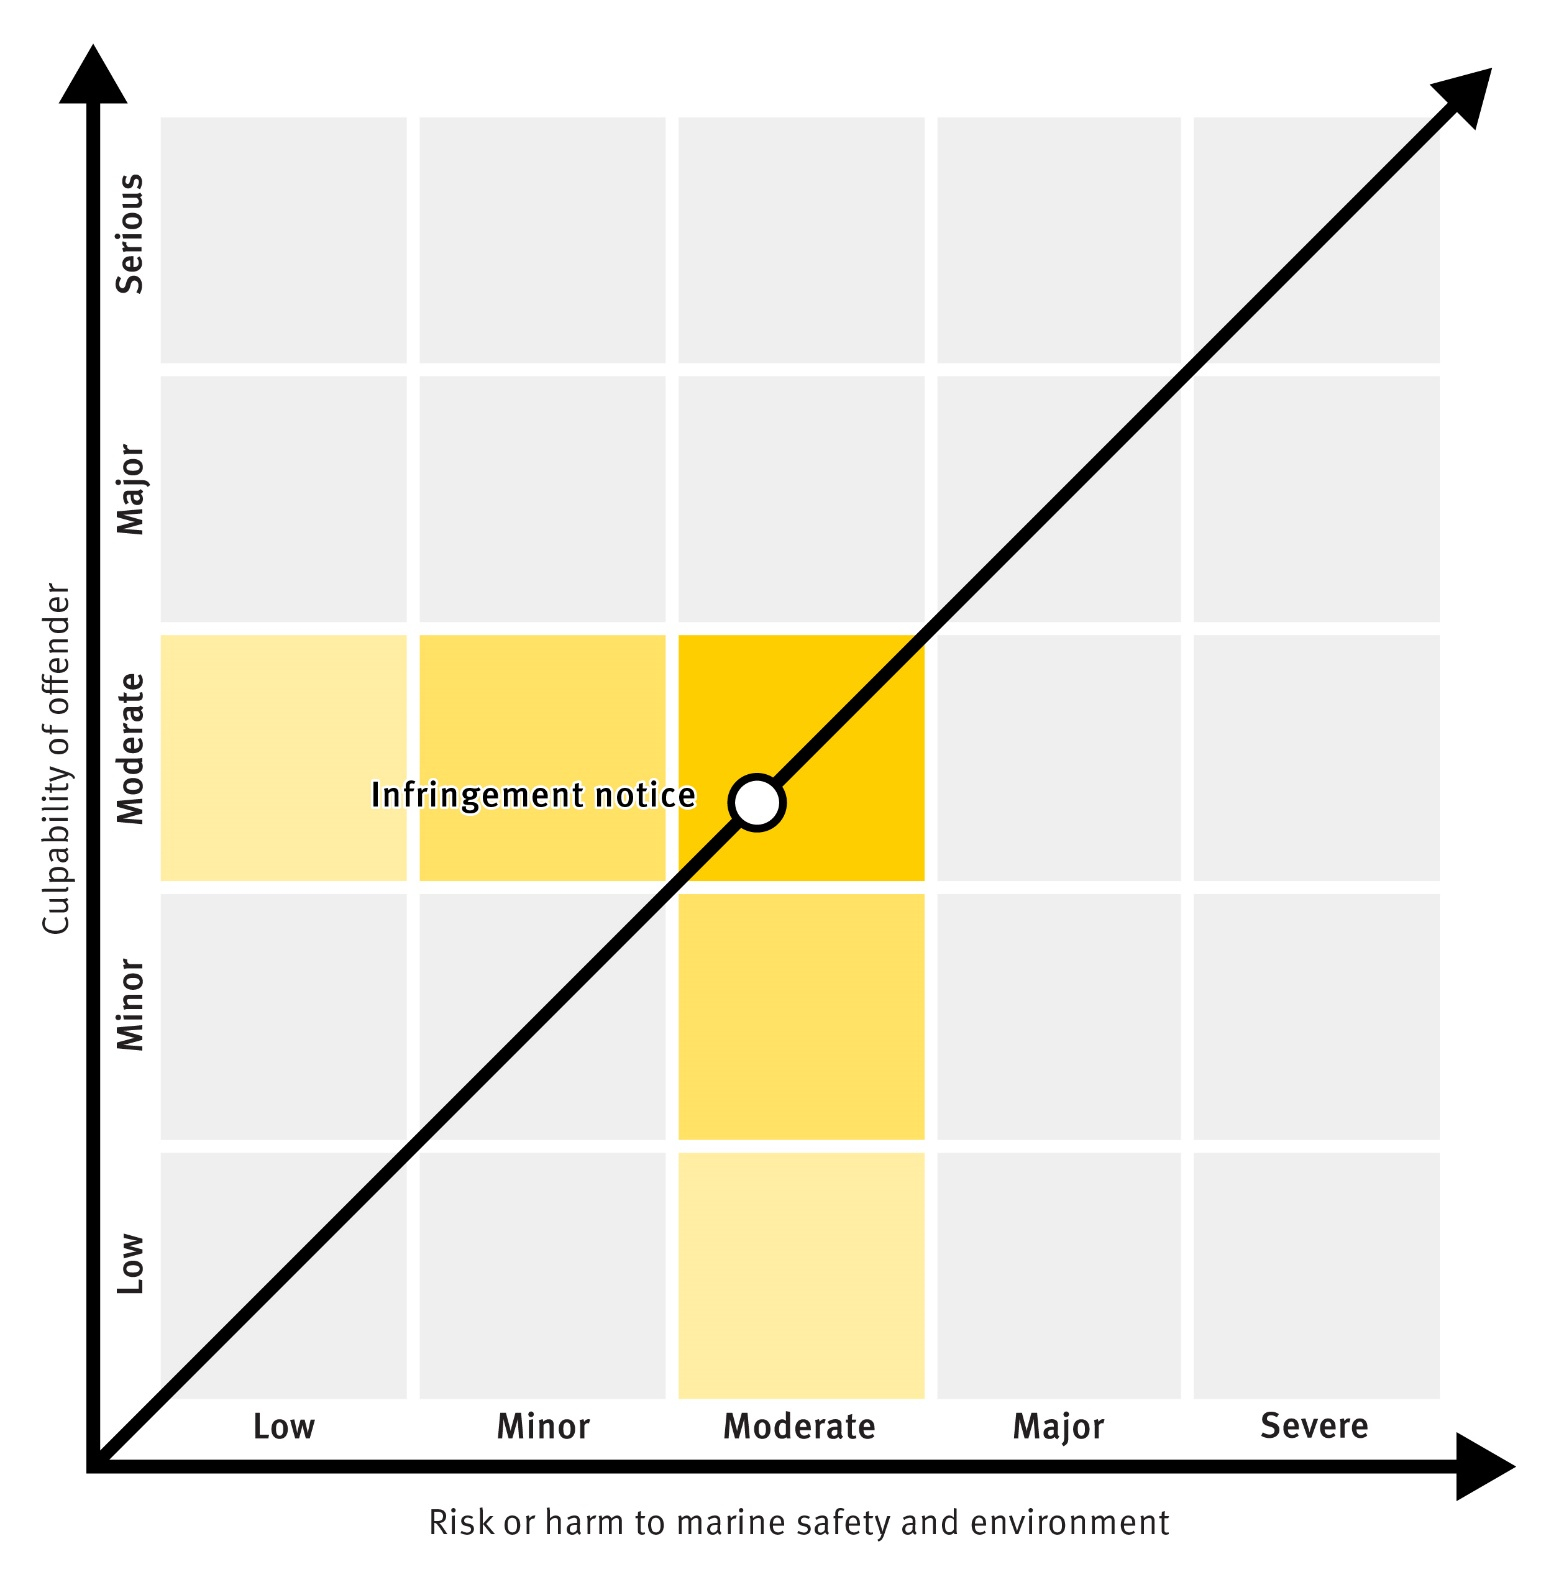 Serious
Major
Moderate
Minor
Low
Culpability of offender
Infringement notice
Low
Minor
Moderate
Major
Severe
Risk or harm to marine safety and environment